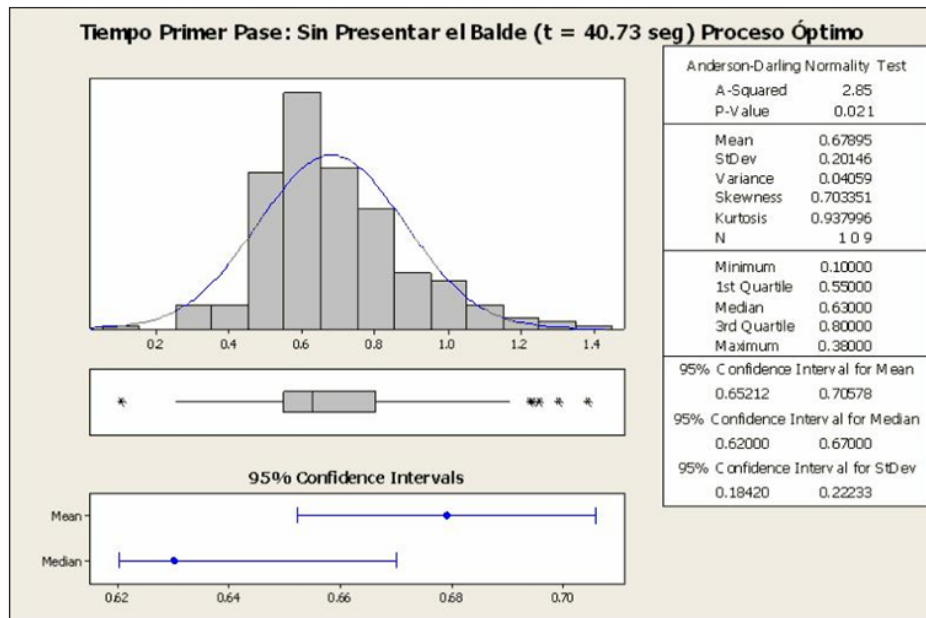 Tiempo Primer Pase: Sin Presentar el Balde (t = 40.73 seg) Proceso Óptimo
0.2 0.4 0.6 0.8 1.0 1.2 1.4
95% Confidence Intervals
Mean
Median
0.62 0.64 0.66 0.68 0.70
Anderson-Darling Normality Test
A-Squared 2.85
P-Value 0.021
Mean 0.67895
StDev 0.20146
Variance 0.04059
Skewness 0.703351
Kurtosis 0.937996
N 1 0 9
Minimum 0.10000
1st Quartile 0.55000
Median 0.63000
3rd Quartile 0.80000
Maximum 0.38000
95% Confidence Interval for Mean
0.65212 0.70578
95% Confidence Interval for Median
0.62000 0.67000
95% Confidence Interval for StDev
0.18420 0.22233